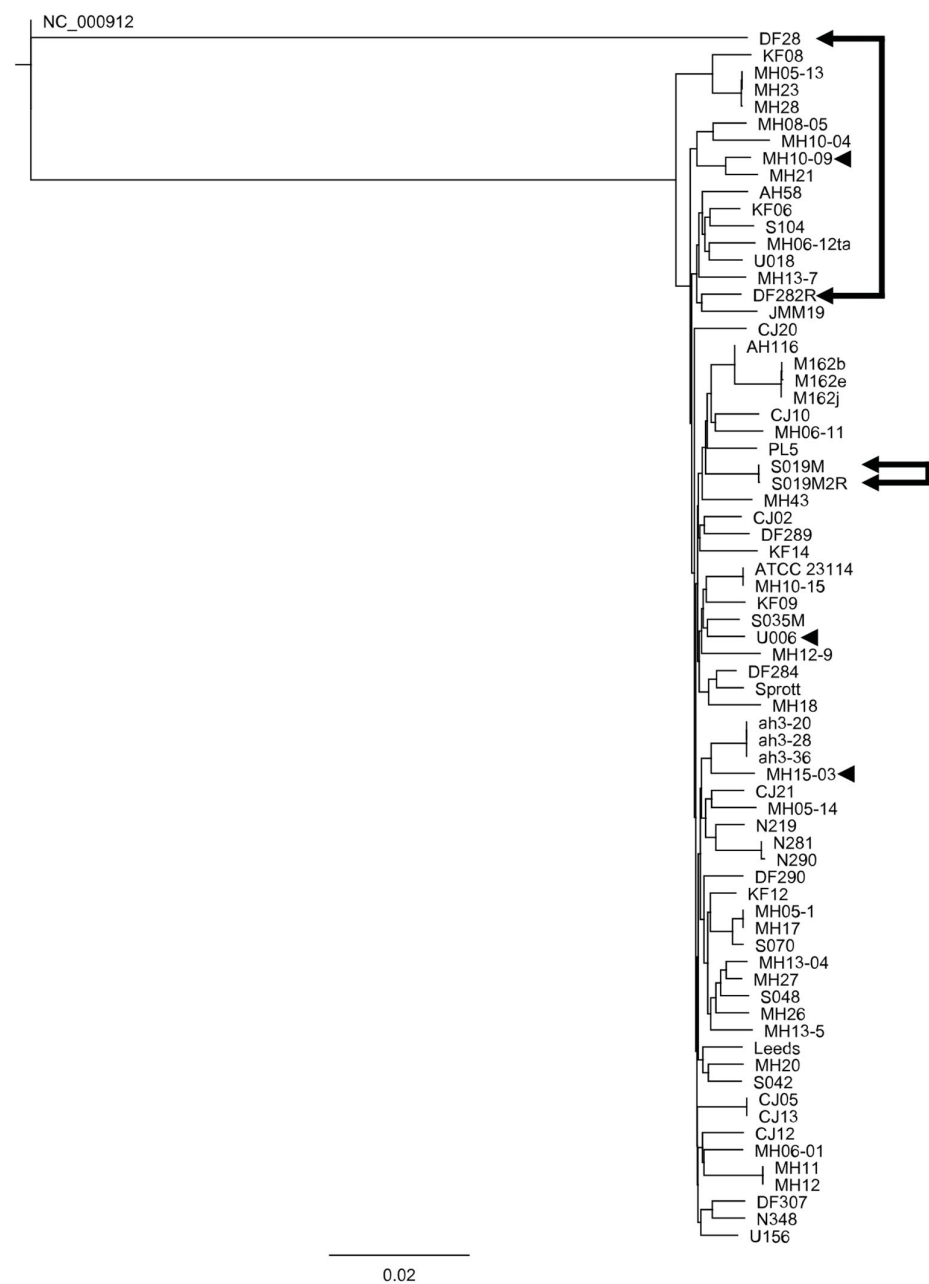 NC_000912
DF28
KF08
MH05-13
MH23
MH28
MH08-05
MH10-04
MH10-09
MH21
AH58
KF06
S104
MH06-12ta
U018
MH13-7
DF282R
JMM19
CJ20
AH116
M162b
M162e
M162j
CJ10
MH06-11
PL5
S019M
S019M2R
MH43
CJ02
DF289
KF14
ATCC 23114
MH10-15
KF09
S035M
U006
MH12-9
DF284
Sprott
MH18
ah3-20
ah3-28
ah3-36
MH15-03
CJ21
MH05-14
N219
N281
N290
DF290
KF12
MH05-1
MH17
S070
MH13-04
MH27
S048
MH26
MH13-5
Leeds
MH20
S042
CJ05
CJ13
CJ12
MH06-01
MH11
MH12
DF307
N348
U156
0.02